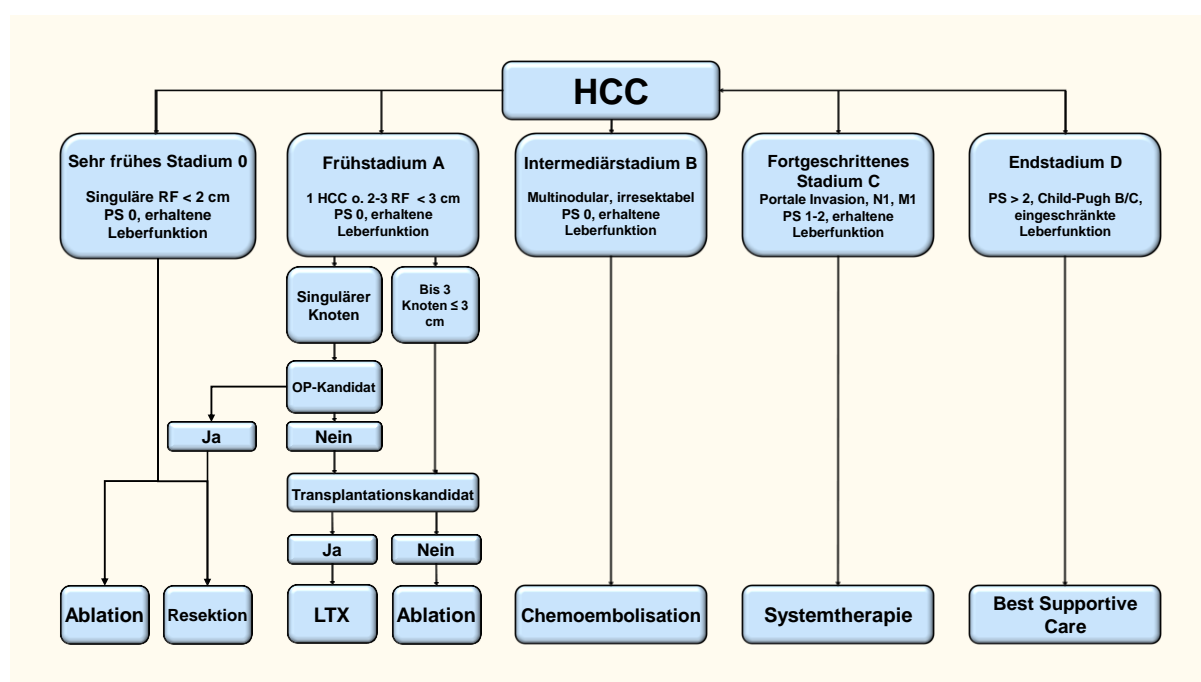 HCC
Sehr frühes Stadium 0
Singuläre RF < 2 cm
PS 0, erhaltene
Leberfunktion
Frühstadium A
1 HCC o. 2-3 RF < 3 cm
PS 0, erhaltene
Leberfunktion
Intermediärstadium B
Multinodular, irresektabel
PS 0, erhaltene
Leberfunktion
Fortgeschrittenes
Stadium C
Portale Invasion, N1, M1
PS 1-2, erhaltene
Leberfunktion
Endstadium D
PS > 2, Child-Pugh B/C,
eingeschränkte
Leberfunktion
Singulärer
Knoten
Bis 3
Knoten ≤ 3
cm
OP-Kandidat
Ja
Nein
Transplantationskandidat
Ja
Nein
Ablation
Resektion
LTX
Ablation
Chemoembolisation
Systemtherapie
Best Supportive
Care